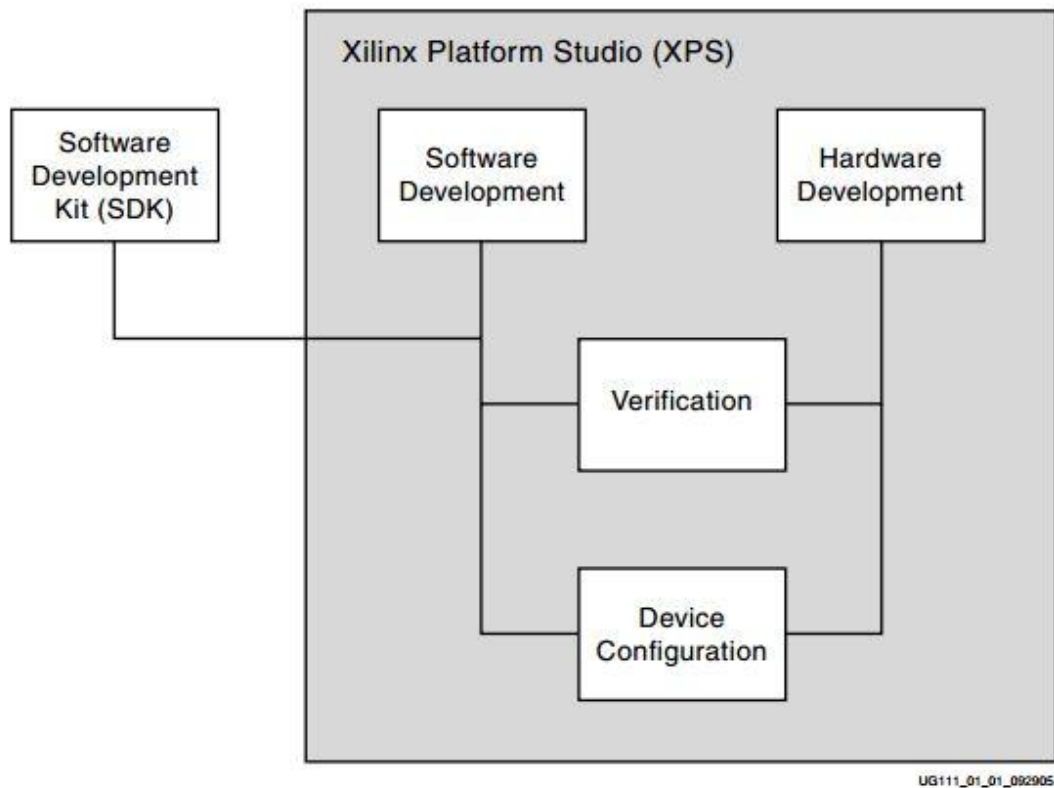 Xilinx Platform Studio (XPS)
Software
Development
Kit (SDK)
Software
Development
Hardware
Development
Verification
Device
Configuration
UG111_01_01_092905